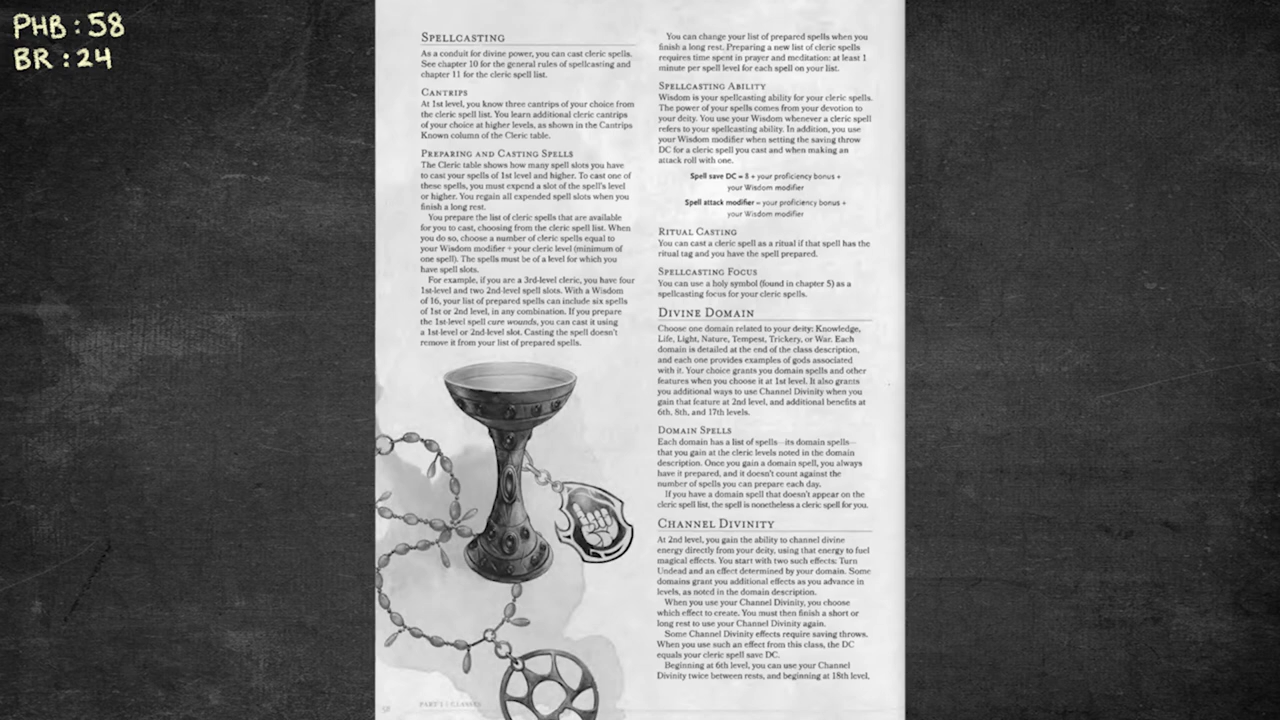 PHB: 58
BR: 24
SPELLCASTING
As a conduit for divine power, you can cast cleric spells.
See chapter 10 for the general rules of spellcasting and
chapter 11 for the cleric spell list.
CANTRIPS
At 1st level, you know three cantrips of your choice from
the cleric spell list. You learn additional cleric cantrips
of your choice at higher levels, as shown in the Cantrips
Known column of the Cleric table.
PREPARING AND CASTING SPELLS
The Cleric table shows how many spell slots you have
to cast your spells of 1st level and higher. To cast one of
these spells, you must expend a slot of the spell's level
or higher. You regain all expended spell slots when you
finish a long rest.
You prepare the list of cleric spells that are available
for you to cast, choosing from the cleric spell list. When
you do so, choose a number of cleric spells equal to
your Wisdom modifier + your cleric level (minimum of
one spell). The spells must be of a level for which you
have spell slots.
For example, if you are a 3rd-level cleric, you have four
1st-level and two 2nd-level spell slots. With a Wisdom
of 16, your list of prepared spells can include six spells
of 1st or 2nd level, in any combination. If you prepare
the 1st-level spell cure wounds, you can cast it using
a 1st-level or 2nd-level slot. Casting the spell doesn't
remove it from your list of prepared spells.
58
PART 1 | CLASSES
You can change your list of prepared spells when you
finish a long rest. Preparing a new list of cleric spells
requires time spent in prayer and meditation: at least 1
minute per spell level for each spell on your list.
SPELLCASTING ABILITY
Wisdom is your spellcasting ability for your cleric spells.
The power of your spells comes from your devotion to
your deity. You use your Wisdom whenever a cleric spell
refers to your spellcasting ability. In addition, you use
your Wisdom modifier when setting the saving throw
DC for a cleric spell you cast and when making an
attack roll with one.
Spell save DC = 8 + your proficiency bonus +
your Wisdom modifier
Spell attack modifier = your proficiency bonus +
your Wisdom modifier
RITUAL CASTING
You can cast a cleric spell as a ritual if that spell has the
ritual tag and you have the spell prepared.
SPELLCASTING FOCUS
You can use a holy symbol (found in chapter 5) as a
spellcasting focus for your cleric spells.
DIVINE DOMAIN
Choose one domain related to your deity: Knowledge,
Life, Light, Nature, Tempest, Trickery, or War. Each
domain is detailed at the end of the class description,
and each one provides examples of gods associated
with it. Your choice grants you domain spells and other
features when you choose it at 1st level. It also grants
you additional ways to use Channel Divinity when you
gain that feature at 2nd level, and additional benefits at
6th, 8th, and 17th levels.
DOMAIN SPELLS
Each domain has a list of spells—its domain spells—
that you gain at the cleric levels noted in the domain
description. Once you gain a domain spell, you always
have it prepared, and it doesn't count against the
number of spells you can prepare each day.
If you have a domain spell that doesn't appear on the
cleric spell list, the spell is nonetheless a cleric spell for you.
CHANNEL DIVINITY
At 2nd level, you gain the ability to channel divine
energy directly from your deity, using that energy to fuel
magical effects. You start with two such effects: Turn
Undead and an effect determined by your domain. Some
domains grant you additional effects as you advance in
levels, as noted in the domain description.
When you use your Channel Divinity, you choose
which effect to create. You must then finish a short or
long rest to use your Channel Divinity again.
Some Channel Divinity effects require saving throws.
When you use such an effect from this class, the DC
equals your cleric spell save DC.
Beginning at 6th level, you can use your Channel
Divinity twice between rests, and beginning at 18th level,